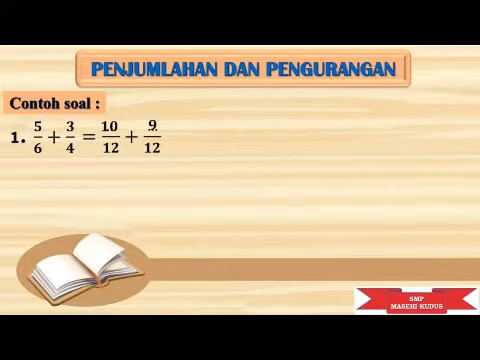 PENJUMLAHAN DAN PENGURANGAN
Contoh soal :
1. 5/6 + 3/4 = 10/12 + 9/12
SMP
MASEHI KUDUS